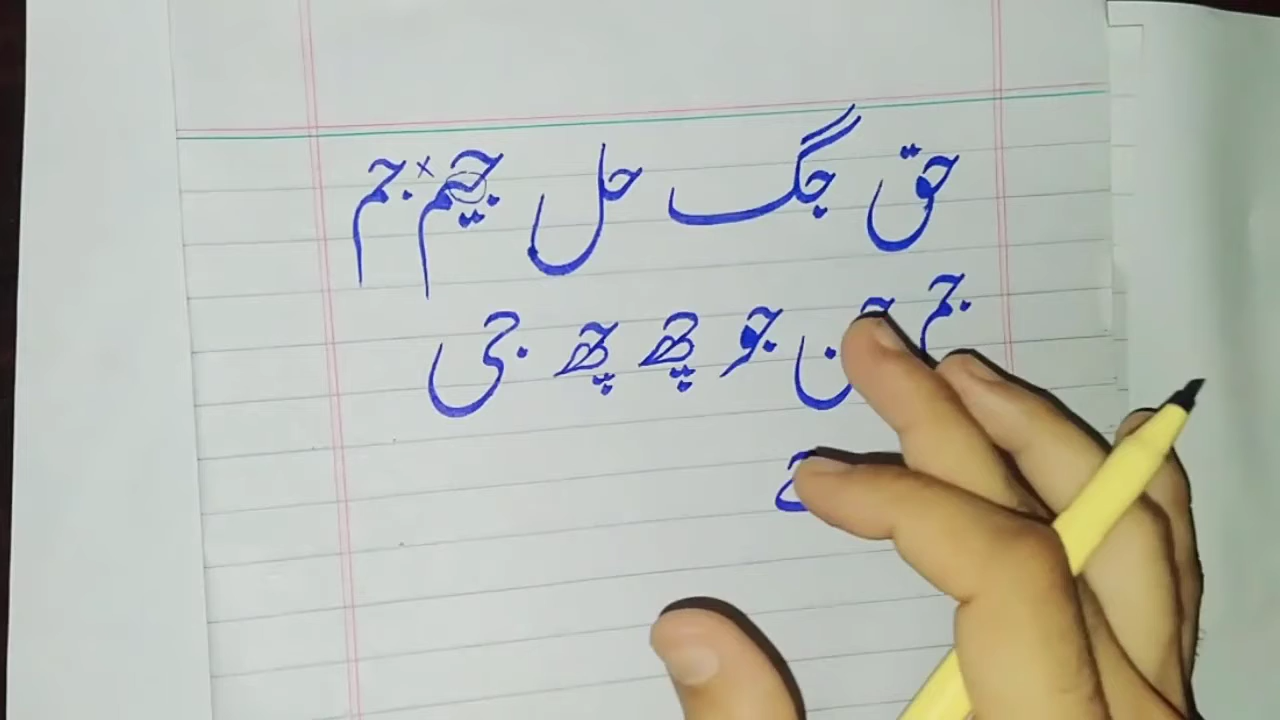 حق جگ حل جیم جم
جم جو چھ چھ جی